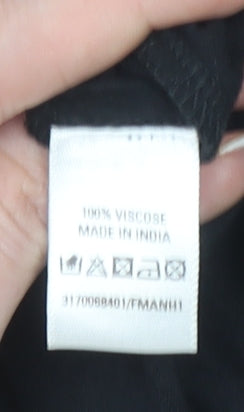 100% VISCOSE
MADE IN INDIA
3170098401/FMANH1